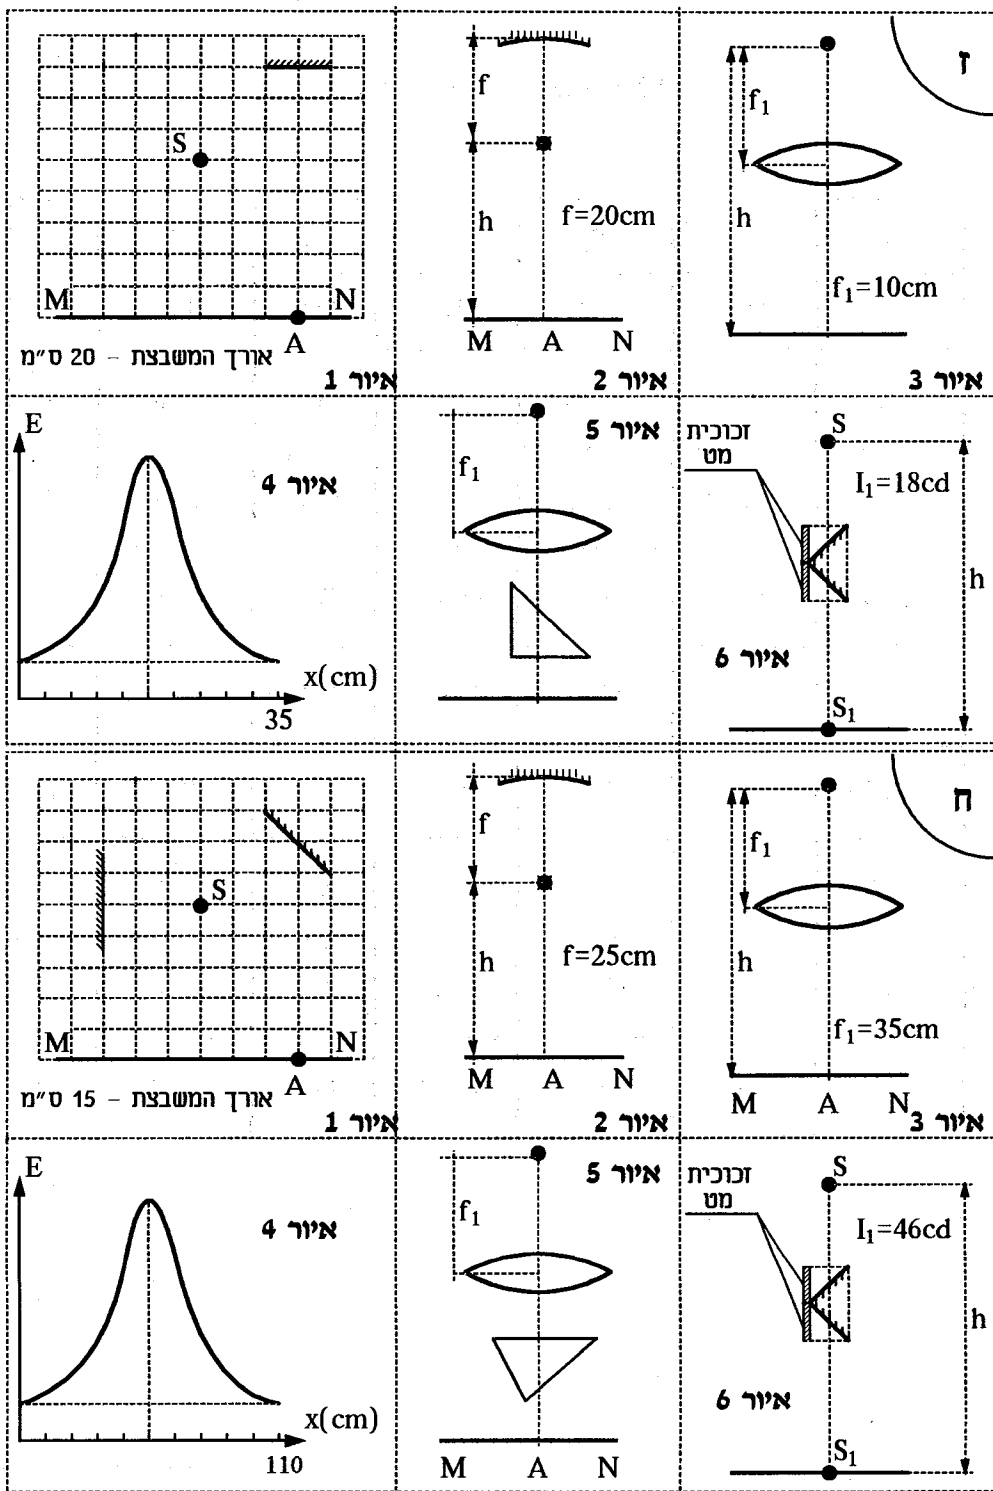 S
M
N
A
אורך המשבצת - 20 ס"מ
איור 1
f
h
f=20cm
M A N
איור 2
ז
f₁
h
f₁=10cm
איור 3
E
איור 4
x(cm)
35
איור 5
f₁
זכוכית
מט
S
I₁=18cd
h
איור 6
S₁
S
M
N
A
אורך המשבצת - 15 ס"מ
איור 1
f
h
f=25cm
M A N
איור 2
ח
f₁
h
f₁=35cm
M A N
איור 3
E
איור 4
x(cm)
110
איור 5
f₁
M A N
זכוכית
מט
S
I₁=46cd
h
איור 6
S₁